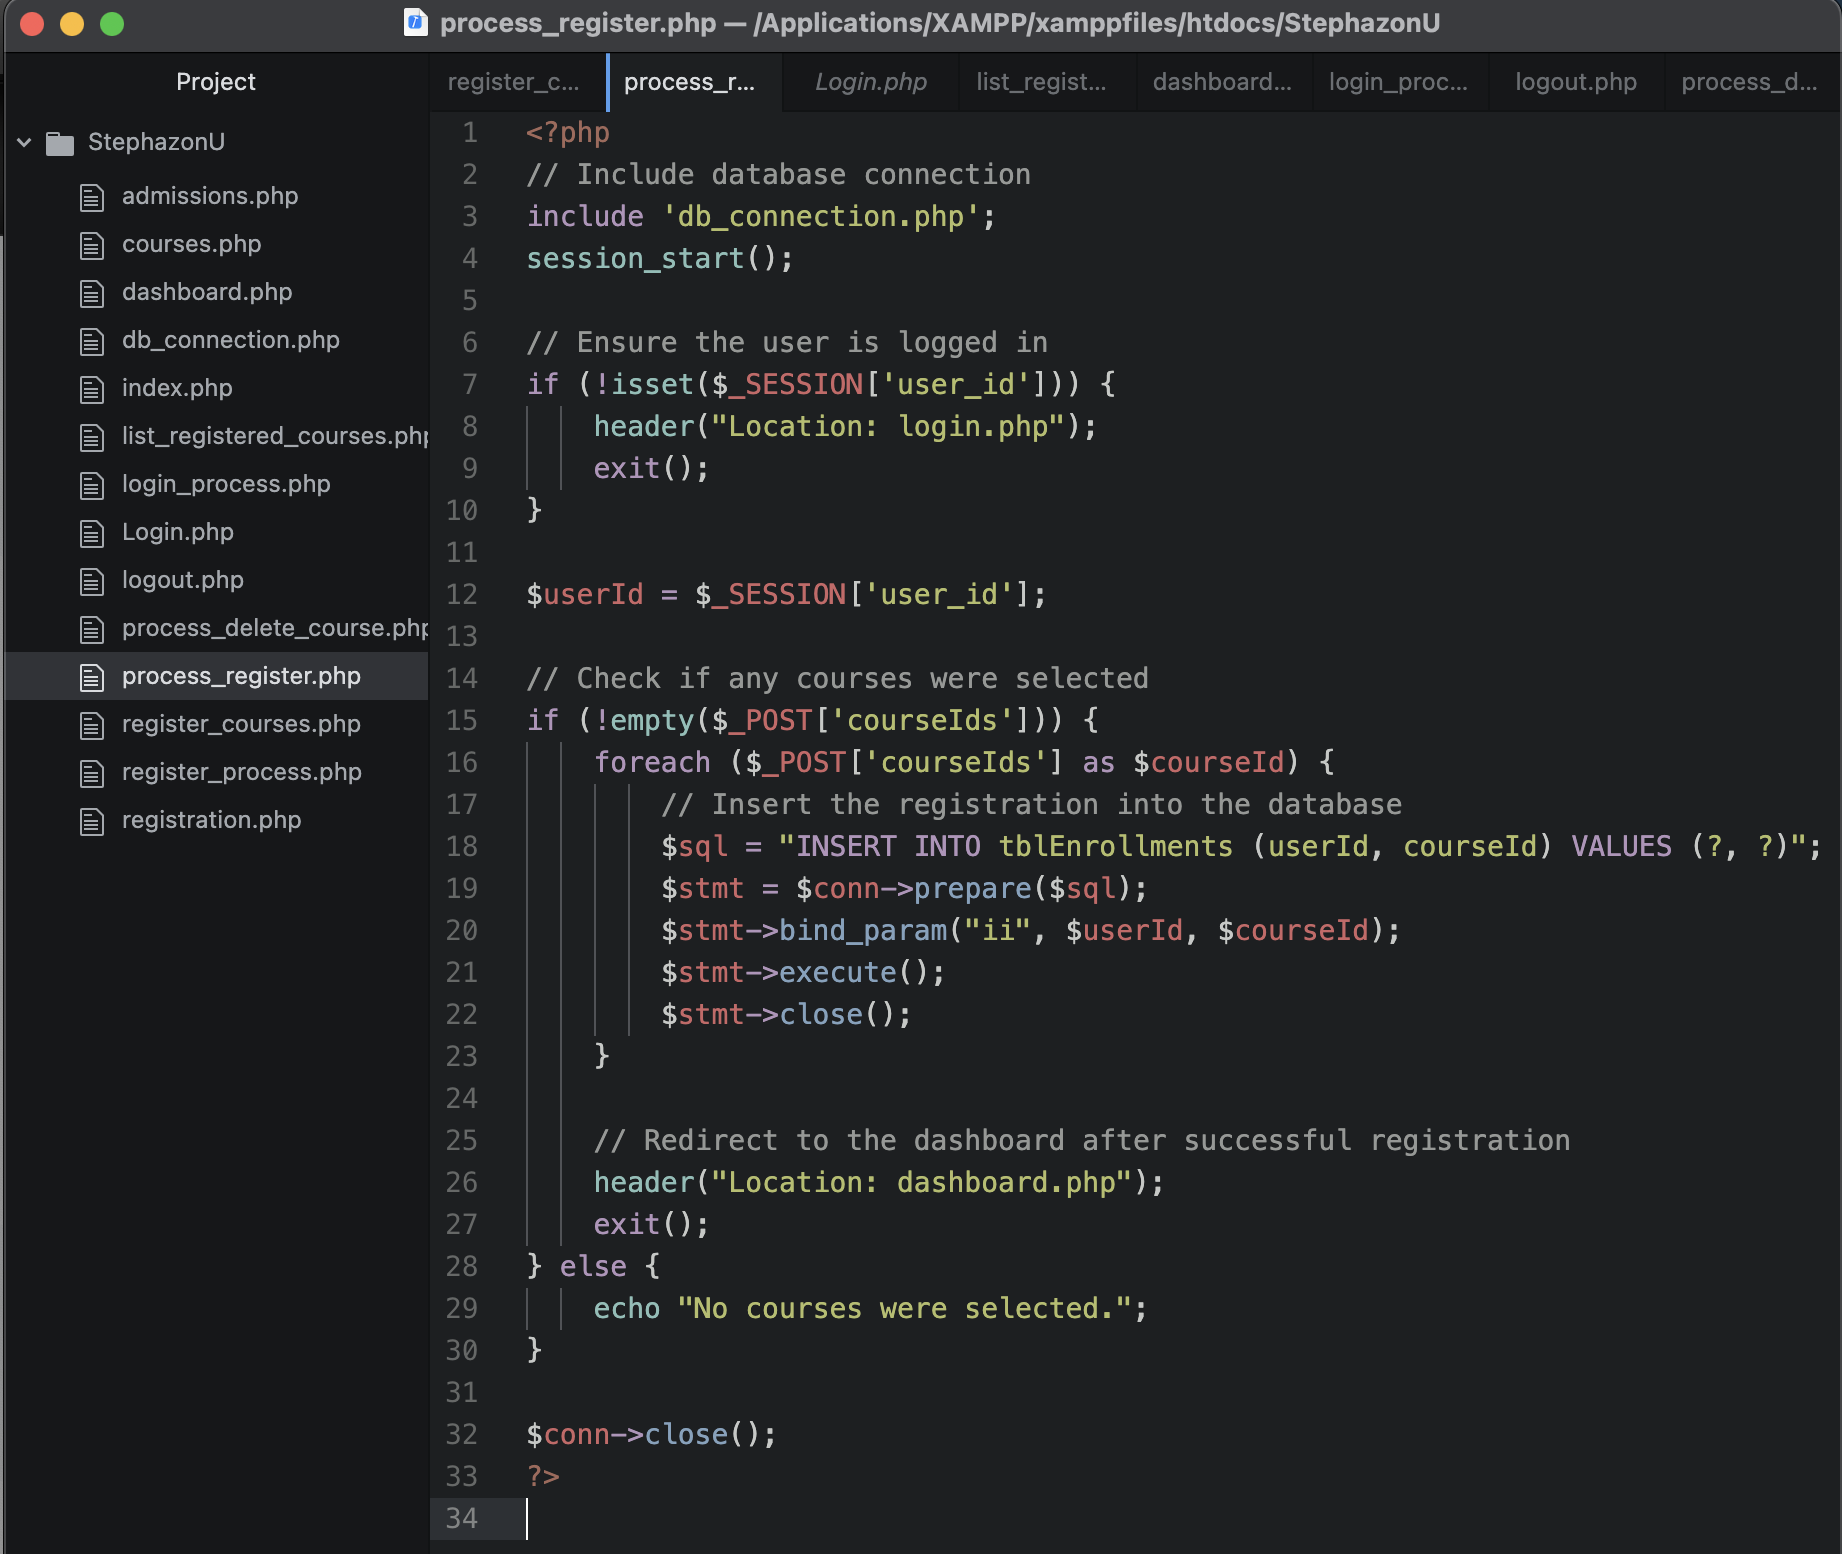 process_register.php — /Applications/XAMPP/xamppfiles/htdocs/StephazonU
Project
StephazonU
admissions.php
courses.php
dashboard.php
db_connection.php
index.php
list_registered_courses.php
login_process.php
Login.php
logout.php
process_delete_course.php
process_register.php
register_courses.php
register_process.php
registration.php
register_c... process_r... Login.php list_regist... dashboard... login_proc... logout.php process_d...
1 <?php
2 // Include database connection
3 include 'db_connection.php';
4 session_start();
5
6 // Ensure the user is logged in
7 if (!isset($_SESSION['user_id'])) {
8     header("Location: login.php");
9     exit();
10 }
11
12 $userId = $_SESSION['user_id'];
13
14 // Check if any courses were selected
15 if (!empty($_POST['courseIds'])) {
16     foreach ($_POST['courseIds'] as $courseId) {
17         // Insert the registration into the database
18         $sql = "INSERT INTO tblEnrollments (userId, courseId) VALUES (?, ?)";
19         $stmt = $conn->prepare($sql);
20         $stmt->bind_param("ii", $userId, $courseId);
21         $stmt->execute();
22         $stmt->close();
23     }
24
25     // Redirect to the dashboard after successful registration
26     header("Location: dashboard.php");
27     exit();
28 } else {
29     echo "No courses were selected.";
30 }
31
32 $conn->close();
33 ?>
34